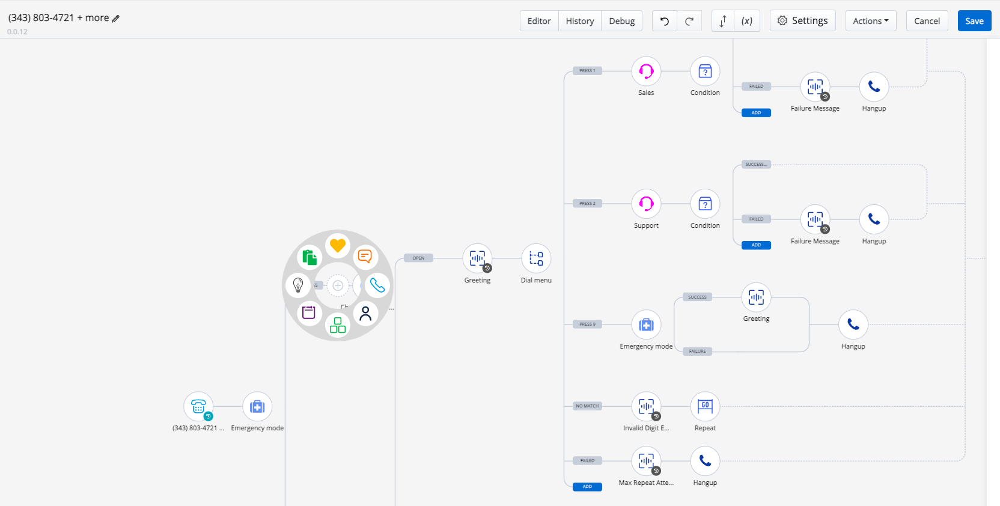 (343) 803-4721 + more
0.0.12
Editor
History
Debug
(x)
Settings
Actions
Cancel
Save
PRESS 1
Sales
Condition
FAILED
Failure Message
Hangup
ADD
SUCCESS...
PRESS 2
Support
Condition
FAILED
Failure Message
Hangup
ADD
OPEN
Greeting
Dial menu
SUCCESS
Greeting
PRESS 9
Emergency mode
Hangup
FAILURE
(343) 803-4721 ...
Emergency mode
NO MATCH
Invalid Digit E...
GO
Repeat
FAILED
Max Repeat Atte...
Hangup
ADD